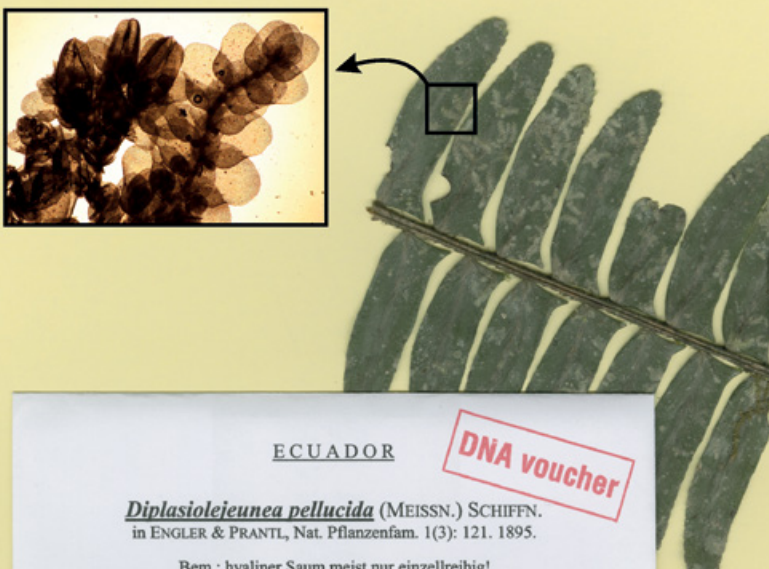 ECUADOR
DNA voucher
Diplasiolejeunea pellucida (MEISSN.) SCHIFFN.
in ENGLER & PRANTL, Nat. Pflanzenfam. 1(3): 121. 1895.
Bem.: hyaliner Saum meist nur einzellreihig!